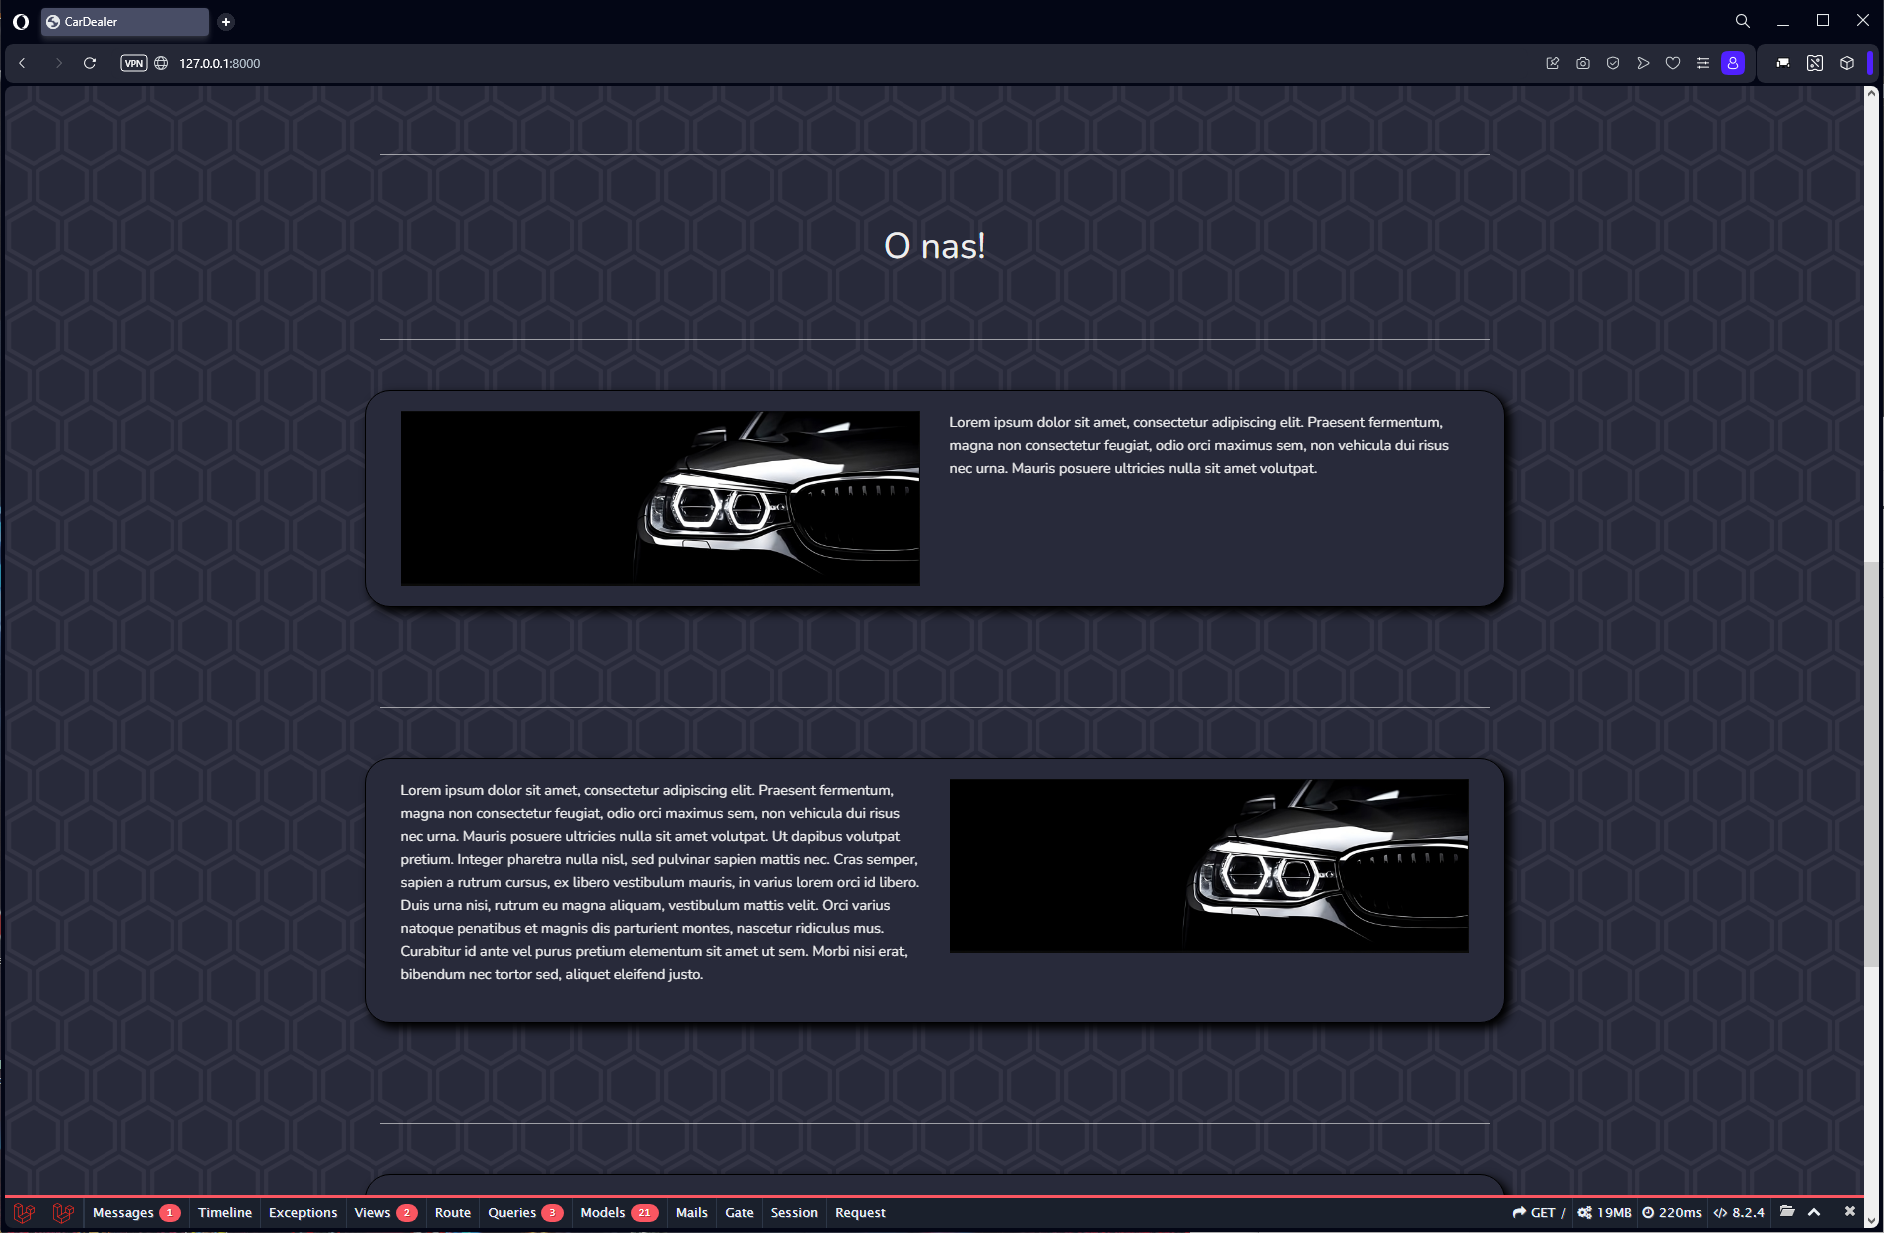 CarDealer
VPN 127.0.0.1:8000
O nas!
Lorem ipsum dolor sit amet, consectetur adipiscing elit. Praesent fermentum,
magna non consectetur feugiat, odio orci maximus sem, non vehicula dui risus
nec urna. Mauris posuere ultricies nulla sit amet volutpat.
Lorem ipsum dolor sit amet, consectetur adipiscing elit. Praesent fermentum,
magna non consectetur feugiat, odio orci maximus sem, non vehicula dui risus
nec urna. Mauris posuere ultricies nulla sit amet volutpat. Ut dapibus volutpat
pretium. Integer pharetra nulla nisl, sed pulvinar sapien mattis nec. Cras semper,
sapien a rutrum cursus, ex libero vestibulum mauris, in varius lorem orci id libero.
Duis urna nisi, rutrum eu magna aliquam, vestibulum mattis velit. Orci varius
natoque penatibus et magnis dis parturient montes, nascetur ridiculus mus.
Curabitur id ante vel purus pretium elementum sit amet ut sem. Morbi nisi erat,
bibendum nec tortor sed, aliquet eleifend justo.
Messages 1 Timeline Exceptions Views 2 Route Queries 3 Models 21 Mails Gate Session Request GET / 19MB 220ms 8.2.4